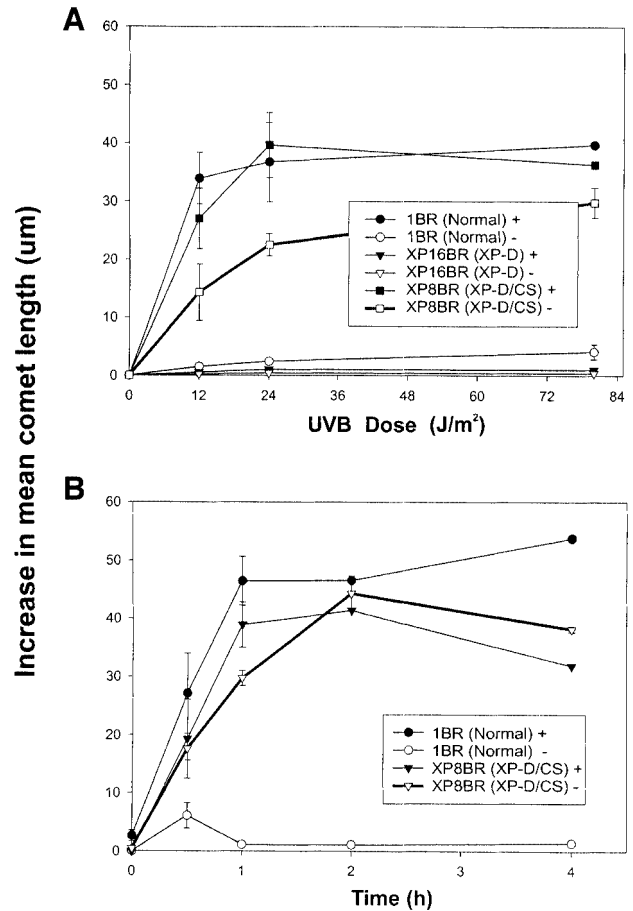 A
60
50
40
30
20
10
0
1BR (Normal) +
1BR (Normal) -
XP16BR (XP-D) +
XP16BR (XP-D) -
XP8BR (XP-D/CS) +
XP8BR (XP-D/CS) -
0 12 24 36 48 60 72 84
UVB Dose (J/m²)
Increase in mean comet length (um)
B
60
50
40
30
20
10
0
1BR (Normal) +
1BR (Normal) -
XP8BR (XP-D/CS) +
XP8BR (XP-D/CS) -
0 1 2 3 4
Time (h)